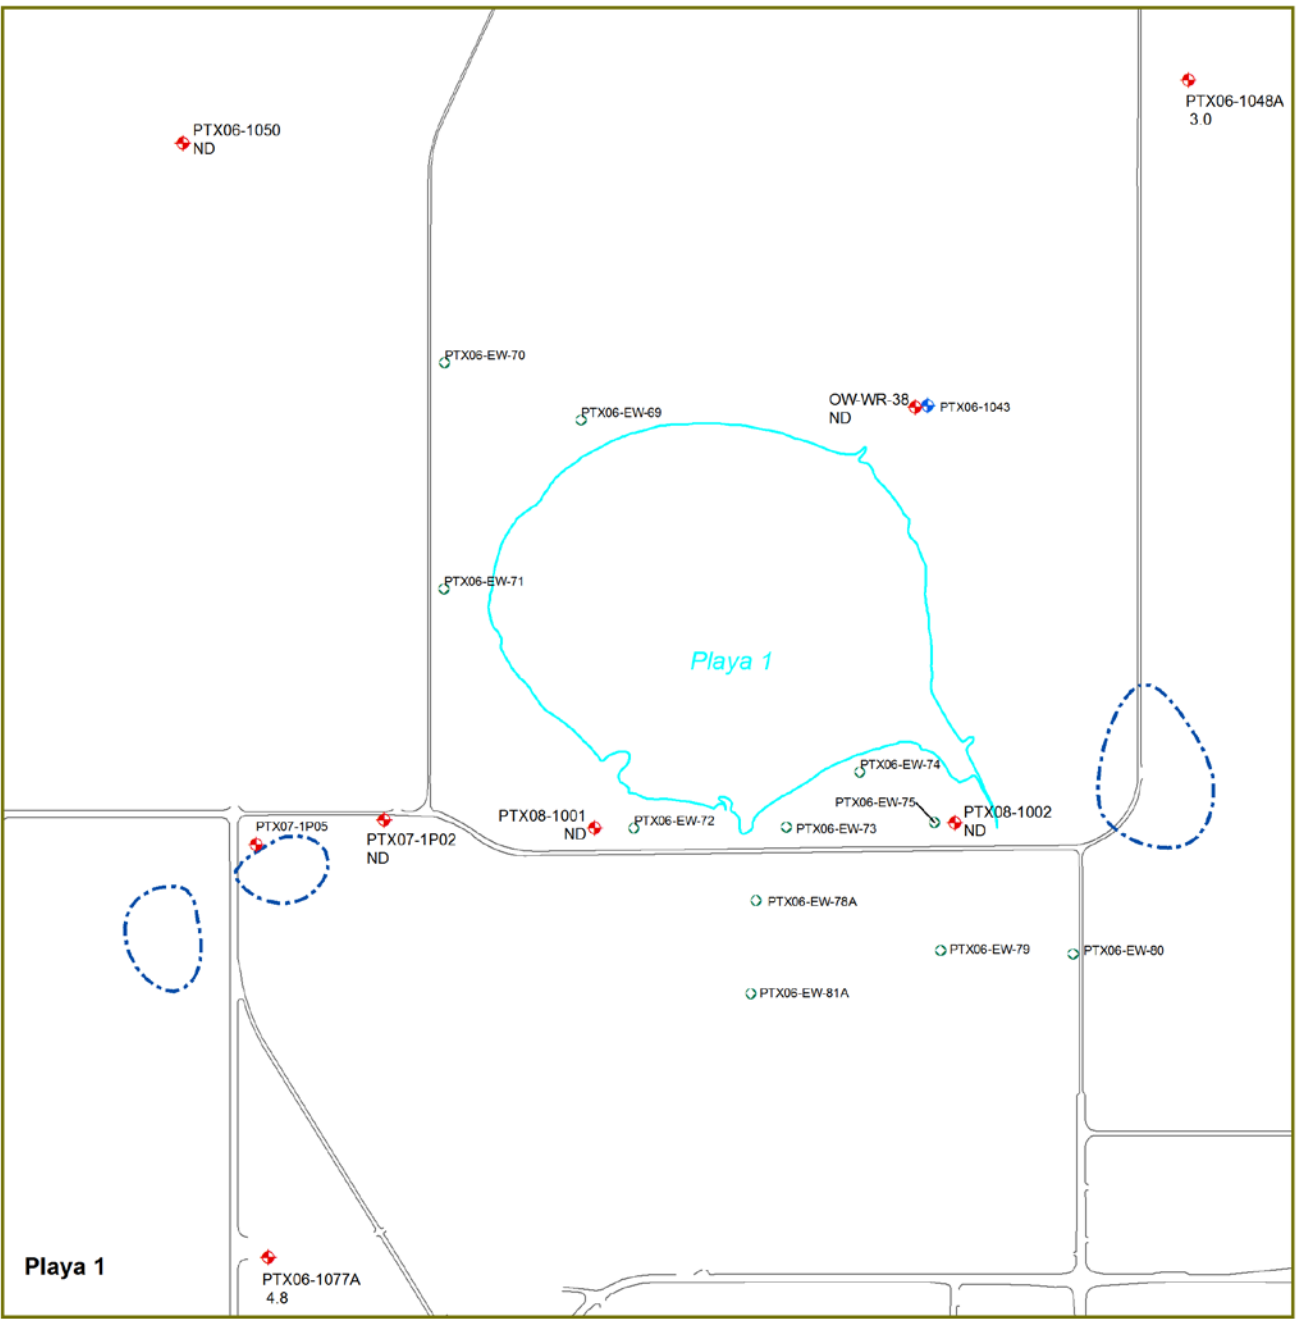 PTX06-1048A
3.0
PTX06-1050
ND
PTX06-EW-70
OW-WR-38
ND
PTX06-1043
PTX06-EW-69
PTX06-EW-71
Playa 1
PTX06-EW-74
PTX06-EW-75
PTX08-1001
ND
PTX06-EW-72
PTX06-EW-73
PTX08-1002
ND
PTX07-1P05
PTX07-1P02
ND
PTX06-EW-78A
PTX06-EW-79
PTX06-EW-80
PTX06-EW-81A
Playa 1
PTX06-1077A
4.8